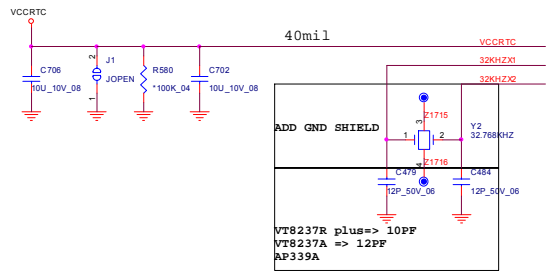 VCCRTC
40mil
VCCRTC
32KHZX1
32KHZX2
C706
10U_10V_08
2
J1
JOPEN
1
R580
*100K_04
C702
10U_10V_08
ADD GND SHIELD
Z1715
3
1
2
Y2
32.768KHZ
4
Z1716
C479
12P_50V_06
C484
12P_50V_06
VT8237R plus=> 10PF
VT8237A => 12PF
AP339A